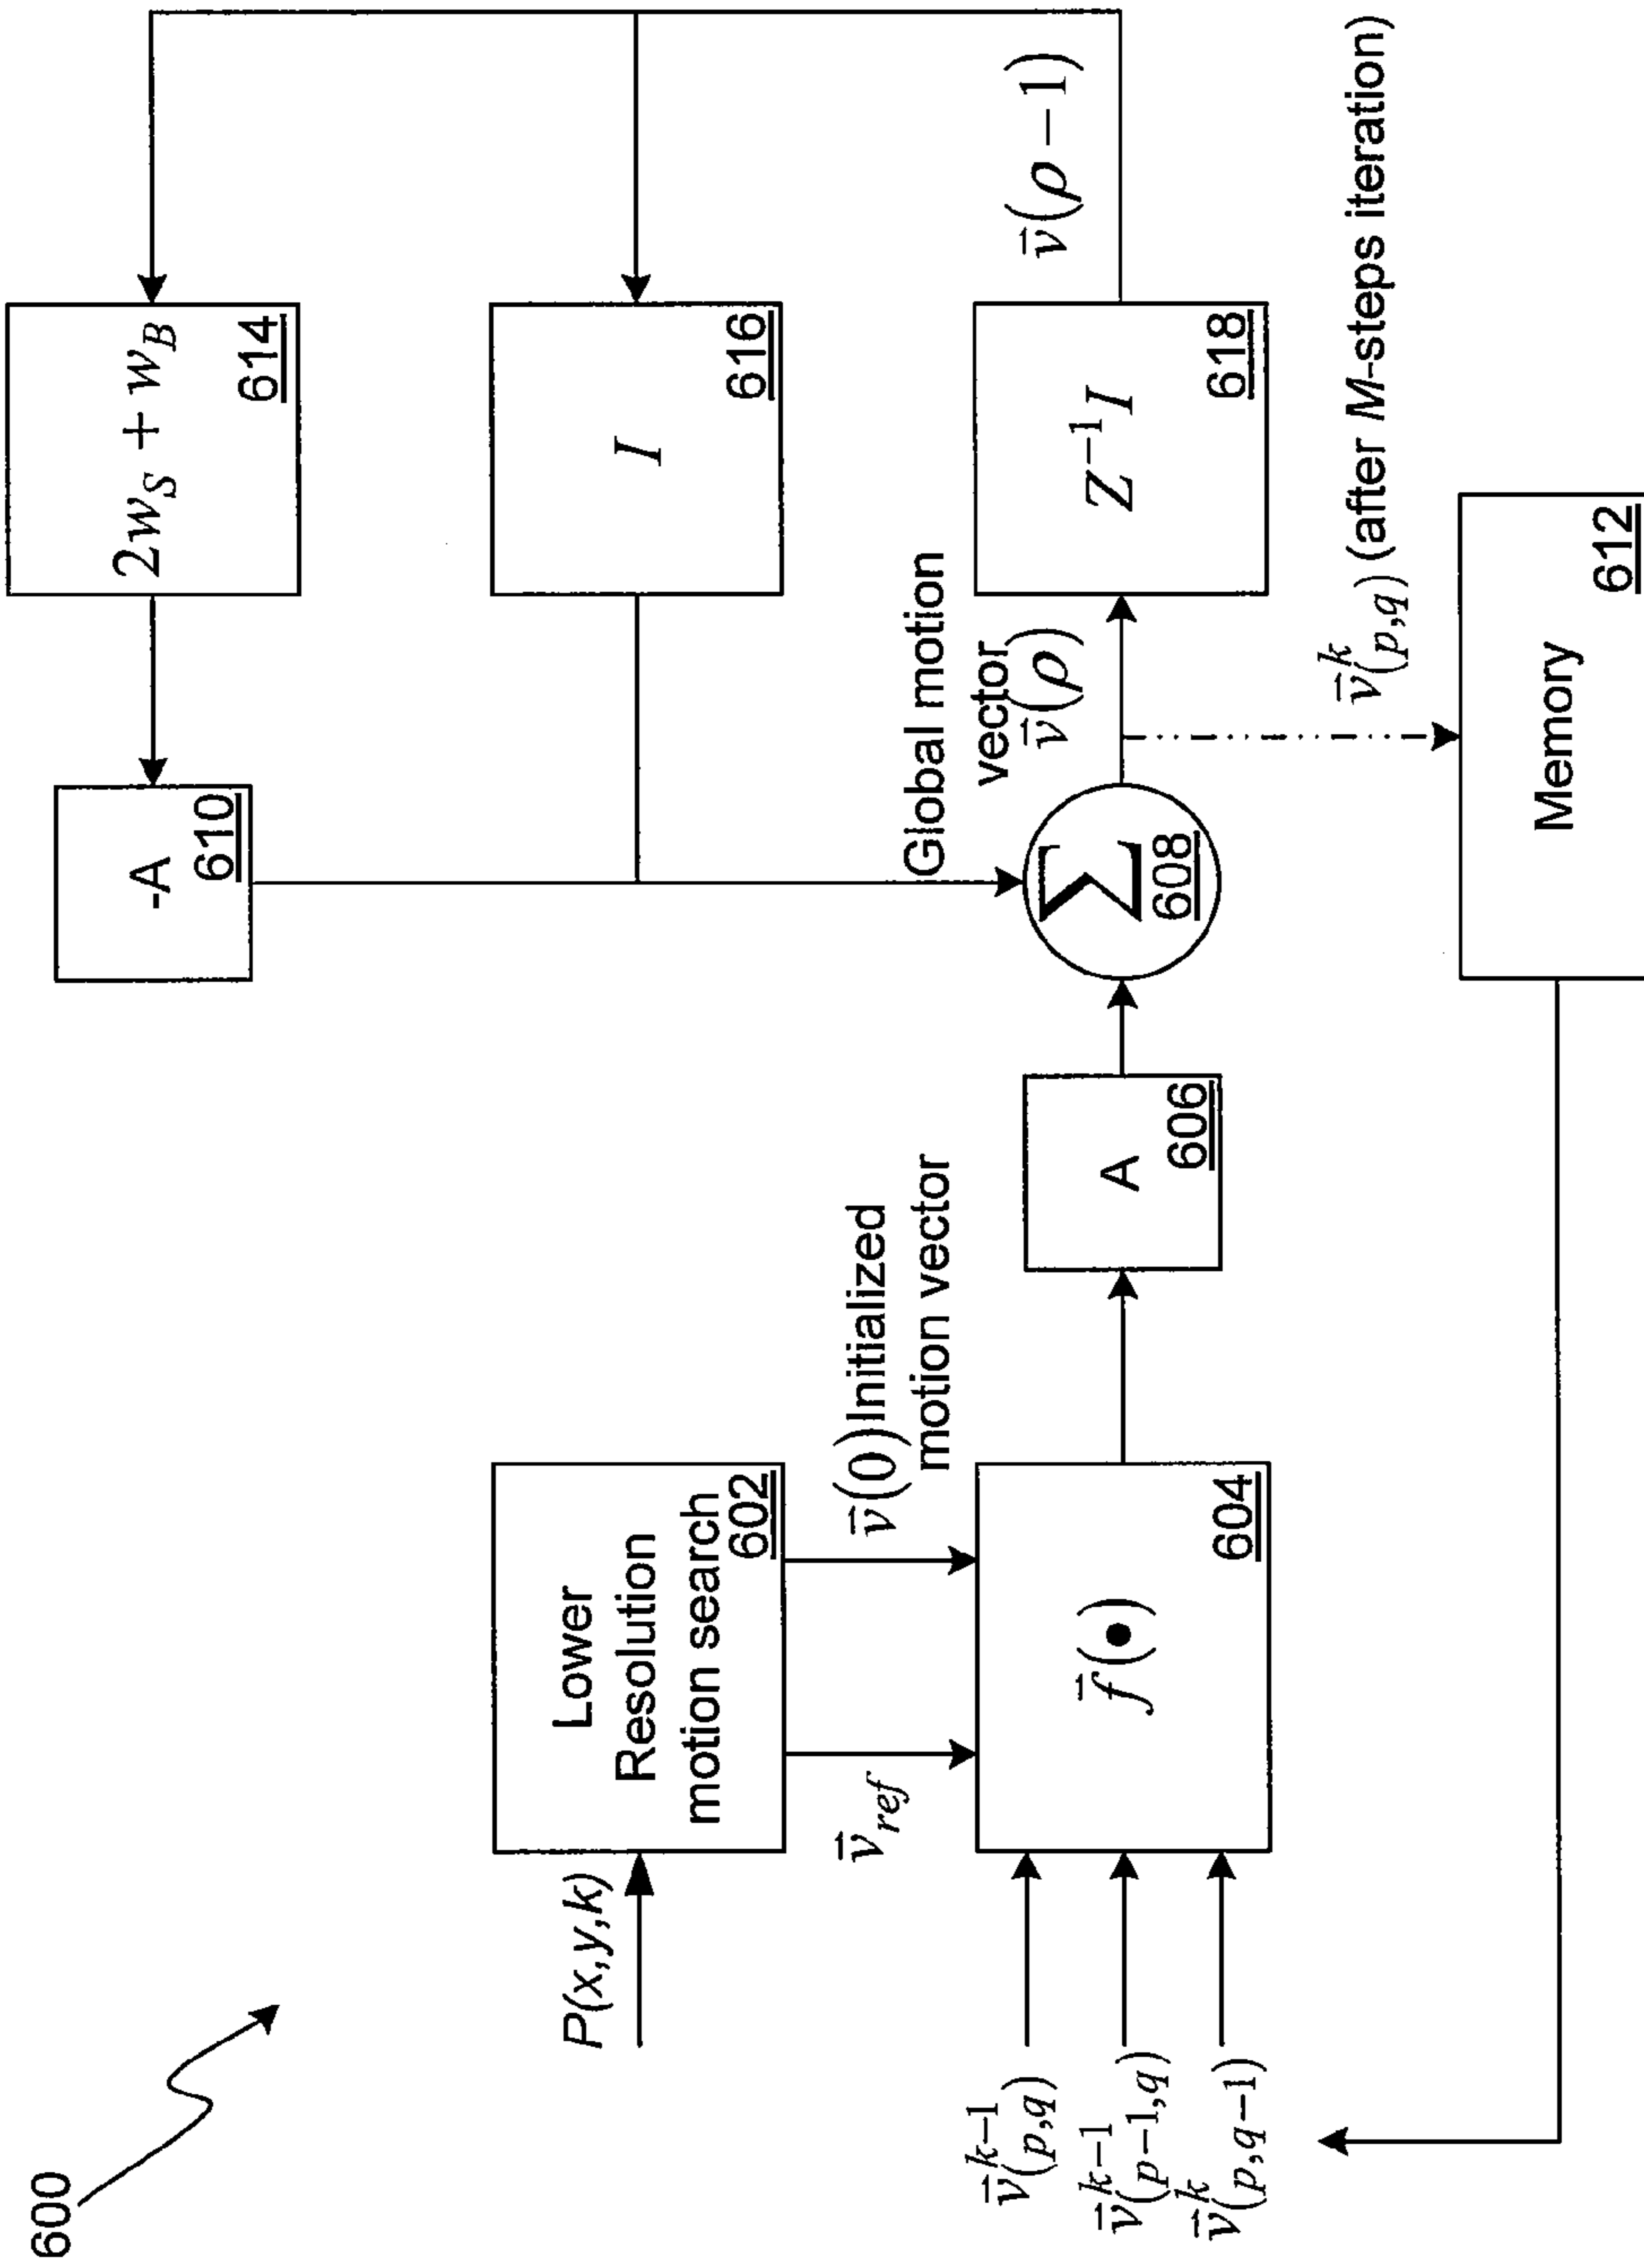 600
P(x,y,k)
Lower
Resolution
motion search
602
v⃗_ref
v⃗(0) Initialized
motion vector
v⃗^{k−1}_{(p,q)}
v⃗^{k−1}_{(p−1,q)}
v⃗^{k}_{(p,q−1)}
f⃗(•)
604
A
606
Σ
608
-A
610
Global motion
vector
v⃗(ρ)
2w_S + w_B
614
I
616
Z^{−1}I
618
v⃗(ρ−1)
v⃗^{k}_{(p,q)} (after M-steps iteration)
Memory
612